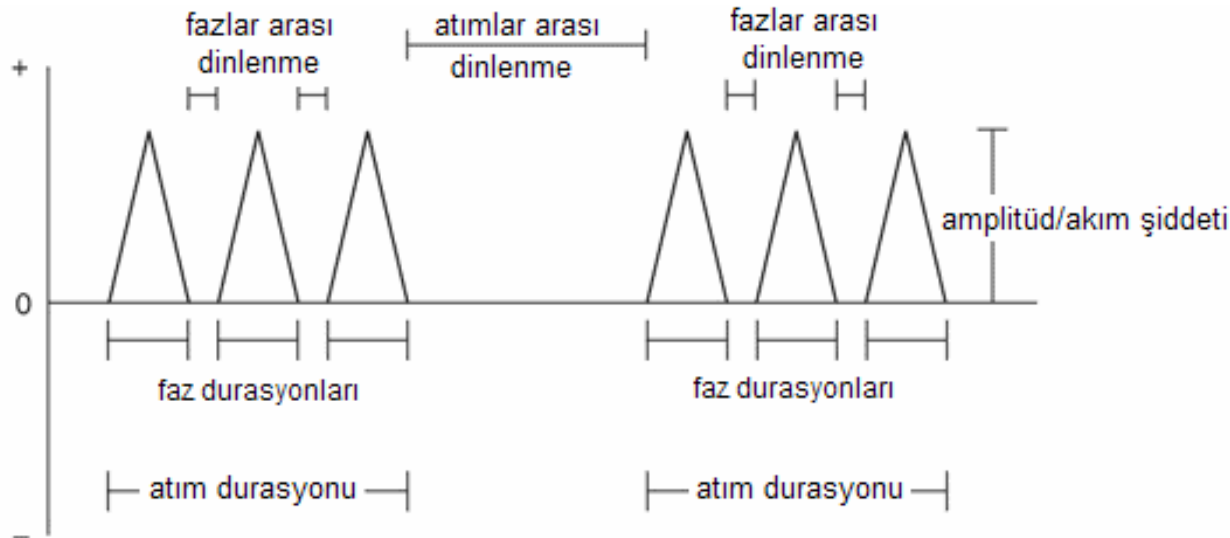 fazlar arası
dinlenme
atımlar arası
dinlenme
fazlar arası
dinlenme
+
amplitüd/akım şiddeti
0
faz durasyonları
faz durasyonları
atım durasyonu
atım durasyonu
−